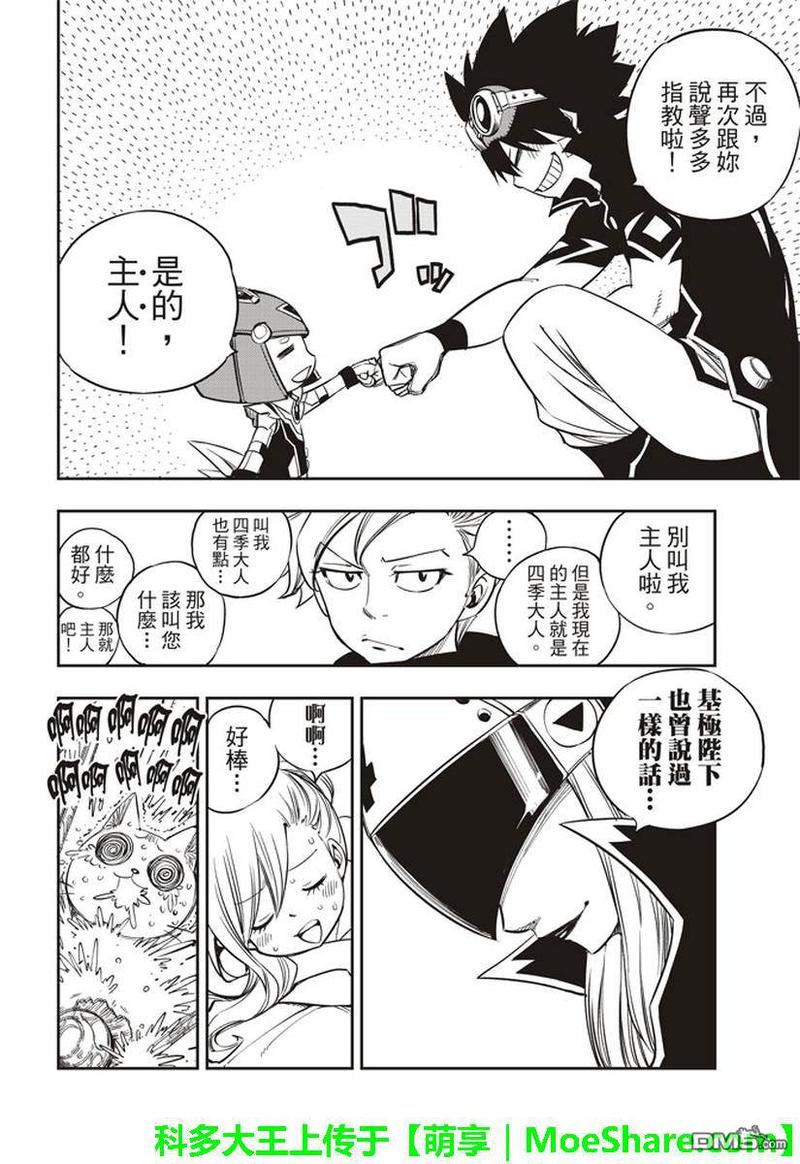 不過，
再次跟妳
說聲多多
指教啦！
グッ
是的，
主人！
別叫我
主人啦。
但是我現在
的主人就是
四季大人。
……
叫我
四季大人
也有點…
那我
該叫您
什麼…
什麼
都好。
那就
主人
吧！
基極陛下
也曾說過
一樣的話…
啊啊…
好棒…
科多大王上传于【萌享｜MoeShare